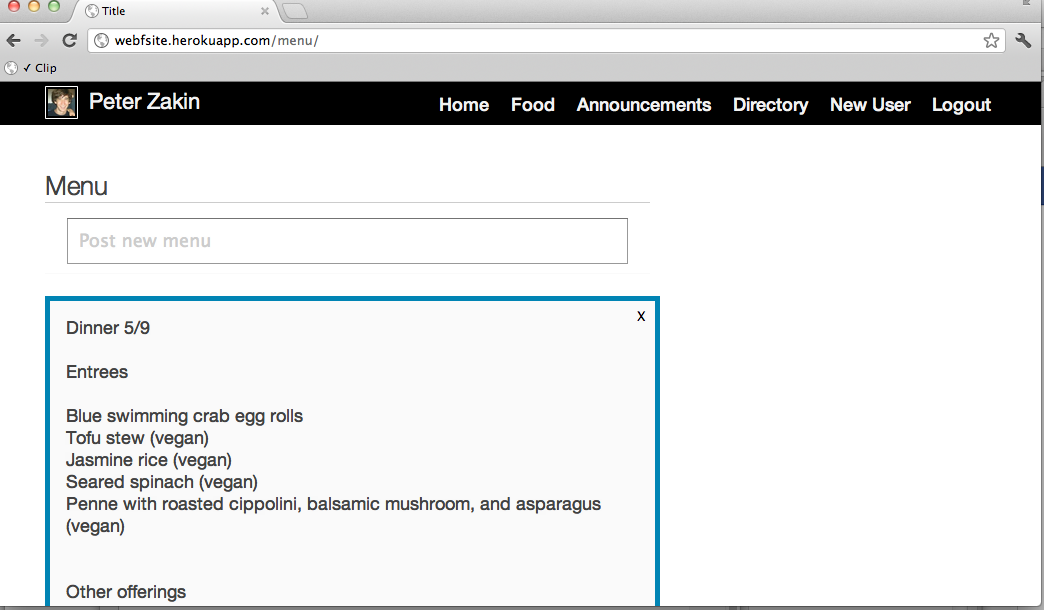 Title
webfsite.herokuapp.com/menu/
✓ Clip
Peter Zakin Home Food Announcements Directory New User Logout
Menu
Post new menu
X
Dinner 5/9
Entrees
Blue swimming crab egg rolls
Tofu stew (vegan)
Jasmine rice (vegan)
Seared spinach (vegan)
Penne with roasted cippolini, balsamic mushroom, and asparagus
(vegan)
Other offerings